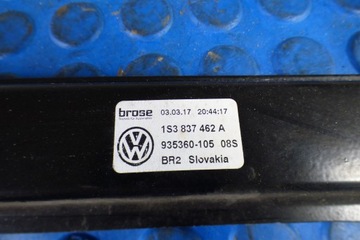 brose 03.03.17 20:44:17
1S3 837 462 A
935360-105 08S
BR2 Slovakia